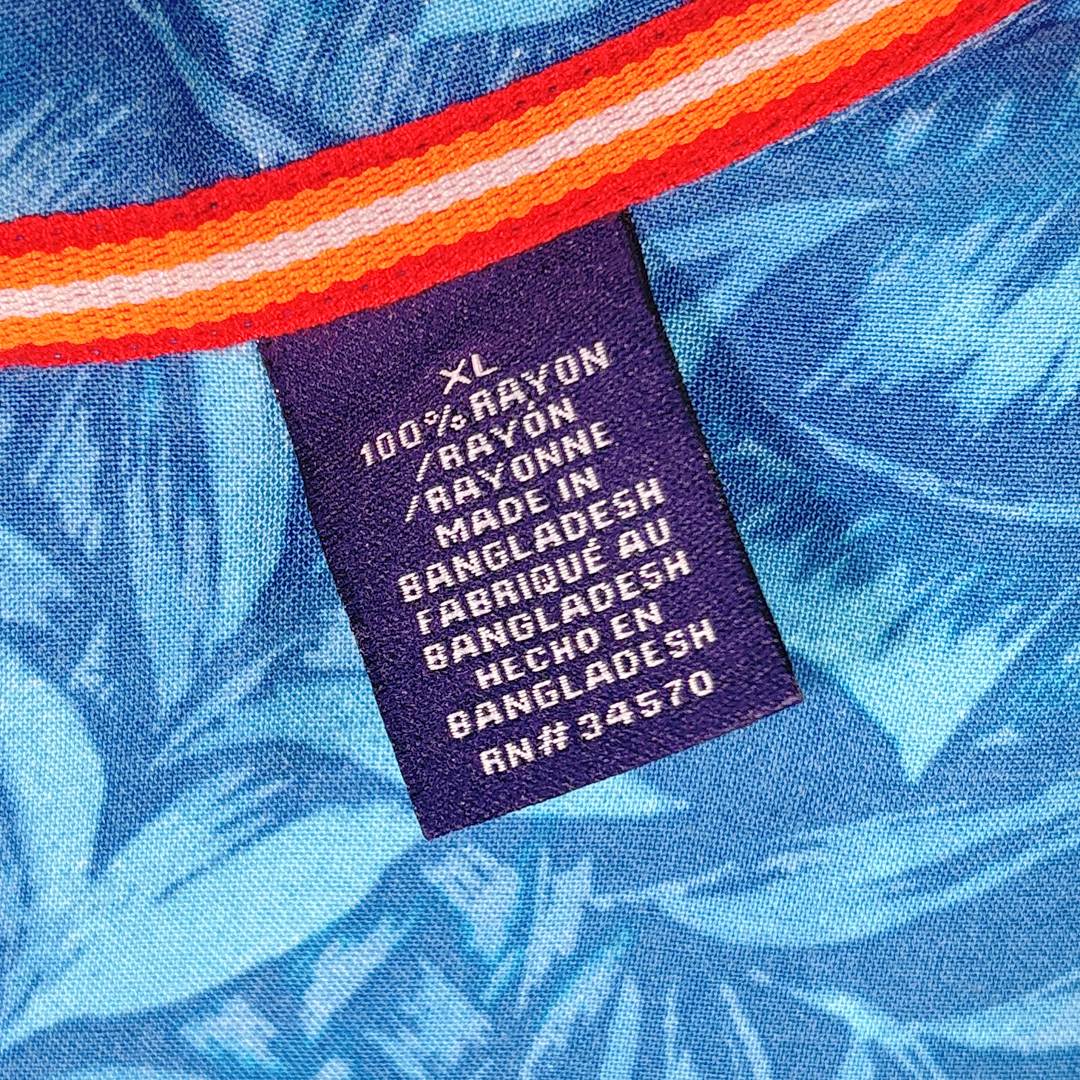 XL
100% RAYON
/RAYÓN
/RAYONNE
MADE IN
BANGLADESH
FABRIQUÉ AU
BANGLADESH
HECHO EN
BANGLADESH
RN# 34570